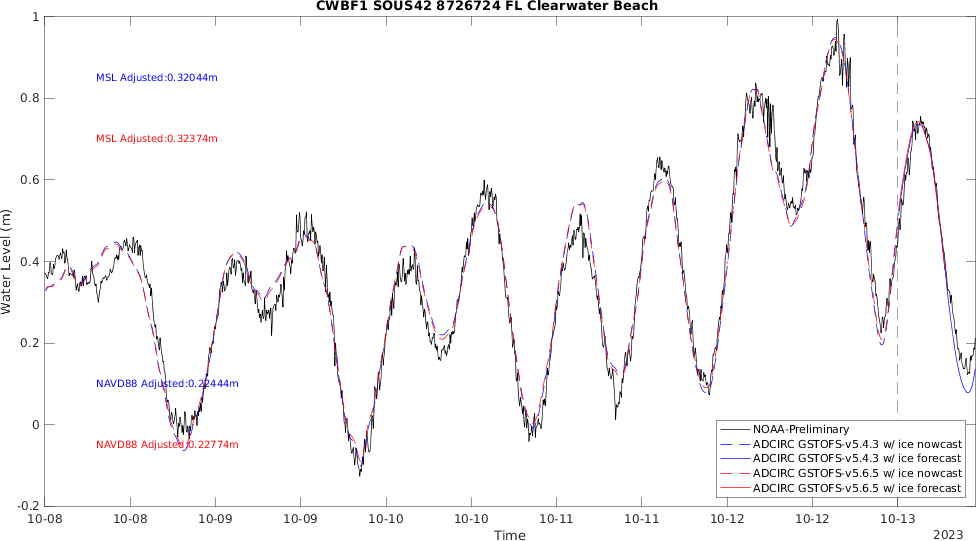 CWBF1 SOUS42 8726724 FL Clearwater Beach
1
0.8
0.6
0.4
0.2
0
-0.2
Water Level (m)
MSL Adjusted:0.32044m
MSL Adjusted:0.32374m
NAVD88 Adjusted:0.22444m
NAVD88 Adjusted:0.22774m
NOAA-Preliminary
ADCIRC GSTOFS-v5.4.3 w/ ice nowcast
ADCIRC GSTOFS-v5.4.3 w/ ice forecast
ADCIRC GSTOFS-v5.6.5 w/ ice nowcast
ADCIRC GSTOFS-v5.6.5 w/ ice forecast
10-08 10-08 10-09 10-09 10-10 10-10 10-11 10-11 10-12 10-12 10-13
Time
2023